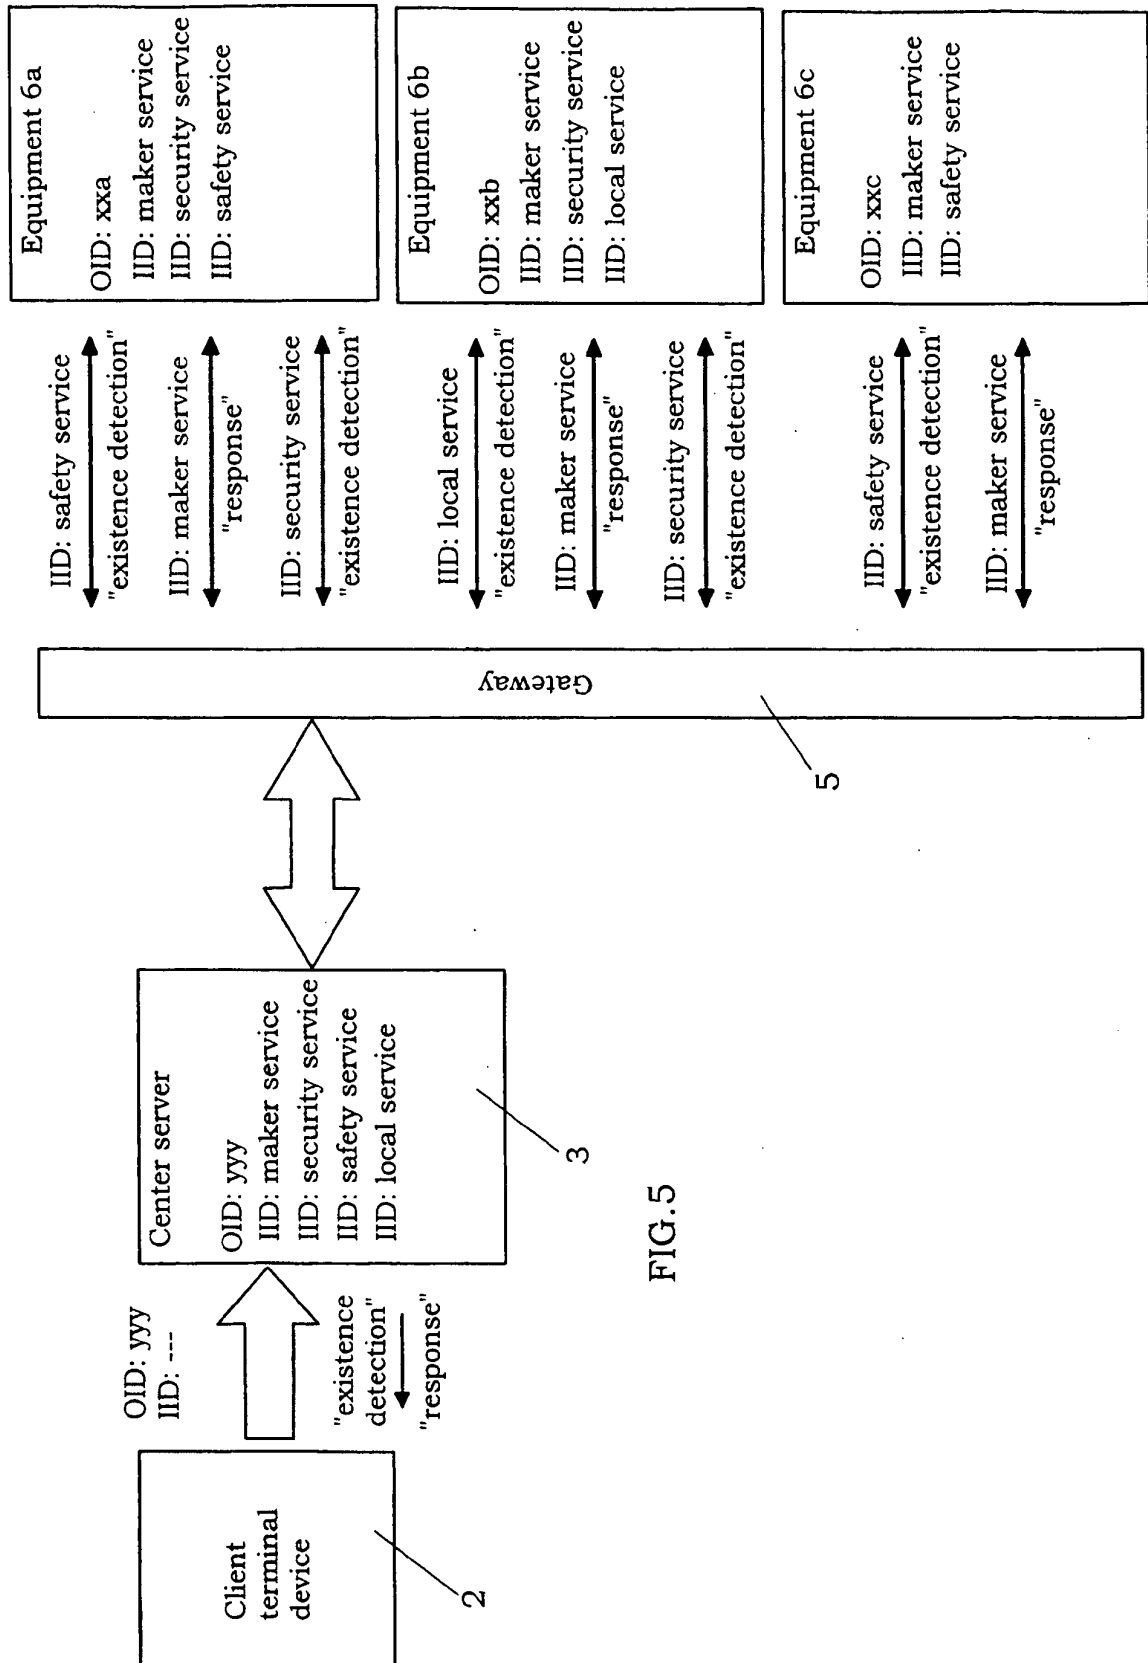 Client
terminal
device
2
OID: yyy
IID: ---
"existence
detection"
"response"
Center server
OID: yyy
IID: maker service
IID: security service
IID: safety service
IID: local service
3
Gateway
5
IID: safety service
"existence detection"
IID: maker service
"response"
IID: security service
"existence detection"
IID: local service
"existence detection"
IID: maker service
"response"
IID: security service
"existence detection"
IID: safety service
"existence detection"
IID: maker service
"response"
Equipment 6a
OID: xxa
IID: maker service
IID: security service
IID: safety service
Equipment 6b
OID: xxb
IID: maker service
IID: security service
IID: local service
Equipment 6c
OID: xxc
IID: maker service
IID: safety service
FIG.5